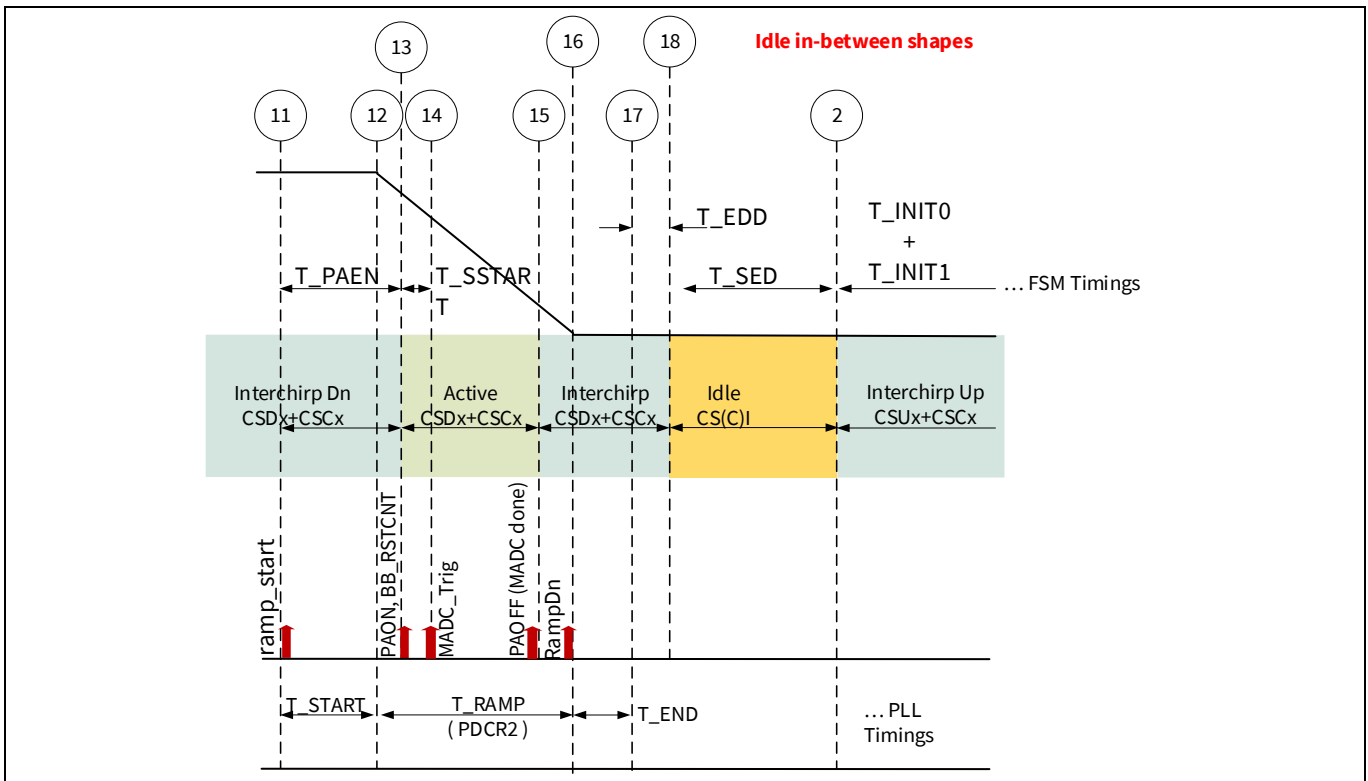 Idle in-between shapes
13
16
18
11
12
14
15
17
2
T_EDD
T_INIT0
+
T_INIT1
T_PAEN
T_SSTAR
T
T_SED
... FSM Timings
Interchirp Dn
CSDx+CSCx
Active
CSDx+CSCx
Interchirp
CSDx+CSCx
Idle
CS(C)I
Interchirp Up
CSUx+CSCx
ramp_start
PAON, BB_RSTCNT
MADC_Trig
PAOFF (MADC done)
RampDn
T_START
T_RAMP
( PDCR2 )
T_END
... PLL
Timings